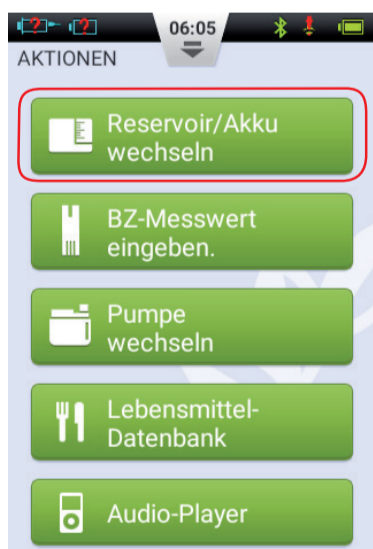 06:05
AKTIONEN
Reservoir/Akku
wechseln
BZ-Messwert
eingeben.
Pumpe
wechseln
Lebensmittel-
Datenbank
Audio-Player